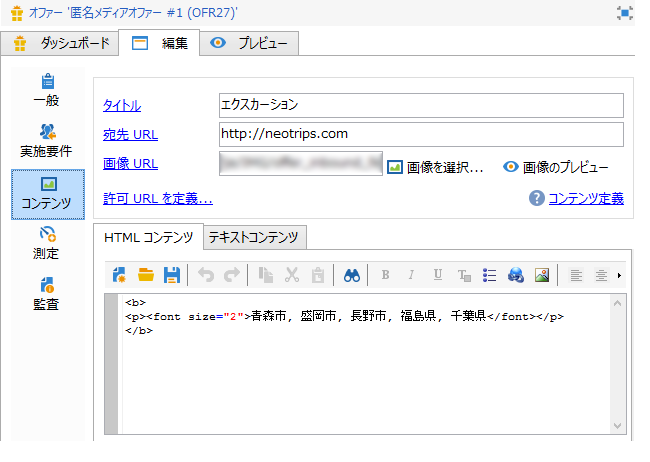 オファー '匿名メディアオファー #1 (OFR27)'
ダッシュボード 編集 プレビュー
一般
実施要件
コンテンツ
測定
監査
タイトル エクスカーション
宛先 URL http://neotrips.com
画像 URL 画像を選択... 画像のプレビュー
許可 URL を定義... コンテンツ定義
HTML コンテンツ テキストコンテンツ
B I U T
<b>
<p><font size="2">青森市, 盛岡市, 長野市, 福島県, 千葉県</font></p>
</b>